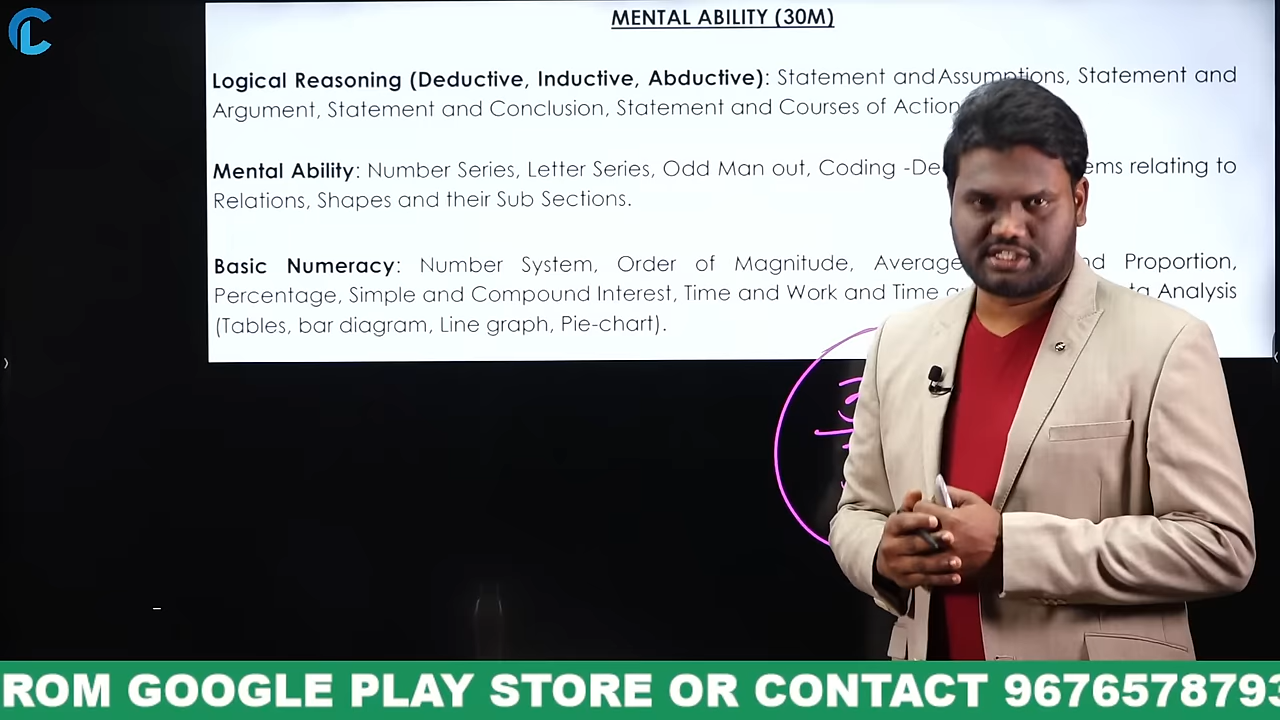 MENTAL ABILITY (30M)
Logical Reasoning (Deductive, Inductive, Abductive): Statement and Assumptions, Statement and
Argument, Statement and Conclusion, Statement and Courses of Action
Mental Ability: Number Series, Letter Series, Odd Man out, Coding relating to
Relations, Shapes and their Sub Sections.
Basic Numeracy: Number System, Order of Magnitude, Proportion,
Percentage, Simple and Compound Interest, Time and Work and Time Analysis
(Tables, bar diagram, Line graph, Pie-chart).
ROM GOOGLE PLAY STORE OR CONTACT 9676578793